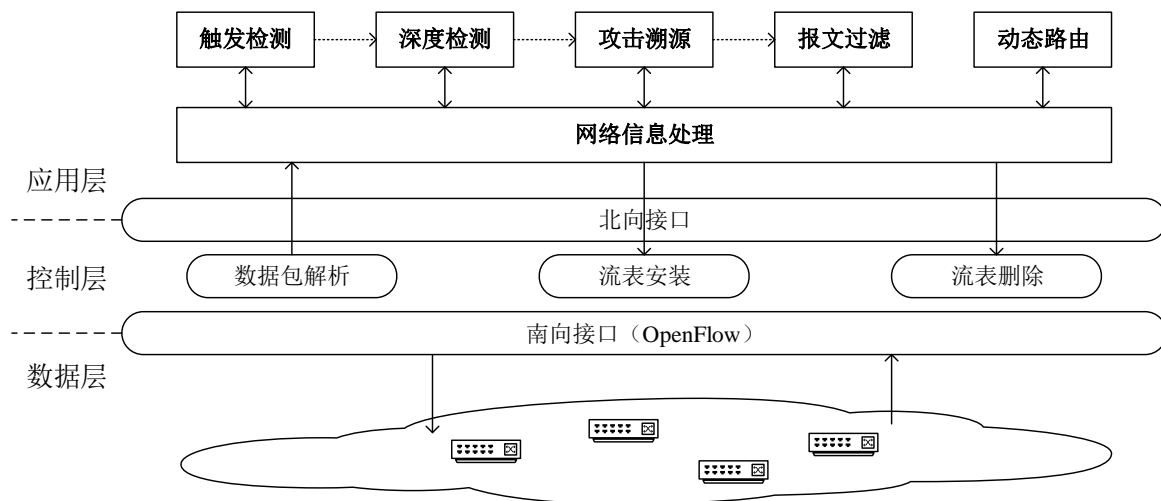 触发检测
深度检测
攻击溯源
报文过滤
动态路由
网络信息处理
应用层
北向接口
控制层
数据包解析
流表安装
流表删除
南向接口（OpenFlow）
数据层